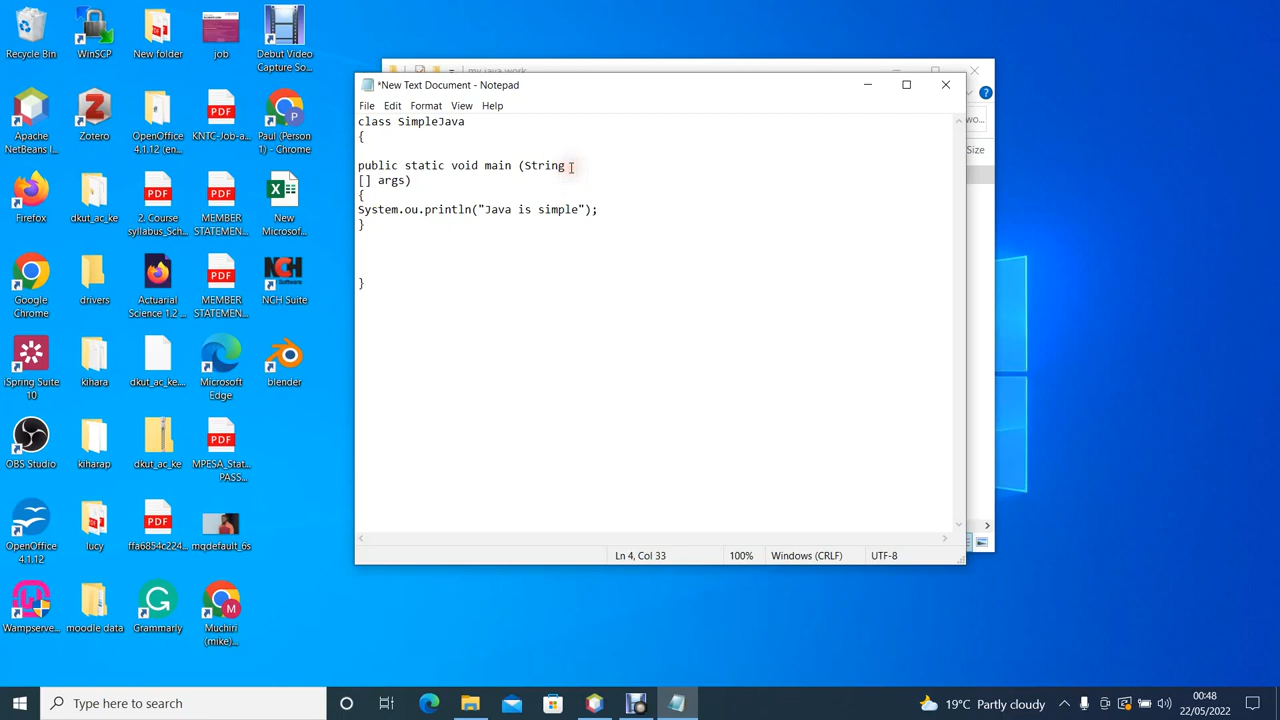 Recycle Bin
WinSCP
New folder
job
Debut Video
Capture So...
Apache
NetBeans I...
Zotero
OpenOffice
4.1.12 (en...
KNTC-Job-a...
Paul (Person
1) - Chrome
Firefox
dkut_ac_ke
2. Course
syllabus_Sch...
MEMBER
STATEMEN...
New
Microsof...
Google
Chrome
drivers
Actuarial
Science 1.2 ...
MEMBER
STATEMEN...
NCH Suite
iSpring Suite
10
kihara
dkut_ac_ke....
Microsoft
Edge
blender
OBS Studio
kiharap
dkut_ac_ke
MPESA_Stat...
PASS...
OpenOffice
4.1.12
lucy
ffa6854c224...
mqdefault_6s
Wampserve...
moodle data
Grammarly
Muchiri
(mike)...
my java work
wo...
Size
*New Text Document - Notepad
File Edit Format View Help
class SimpleJava
{
public static void main (String
[] args)
{
System.ou.println("Java is simple");
}
}
Ln 4, Col 33
100%
Windows (CRLF)
UTF-8
Type here to search
19°C Partly cloudy
00:48
22/05/2022